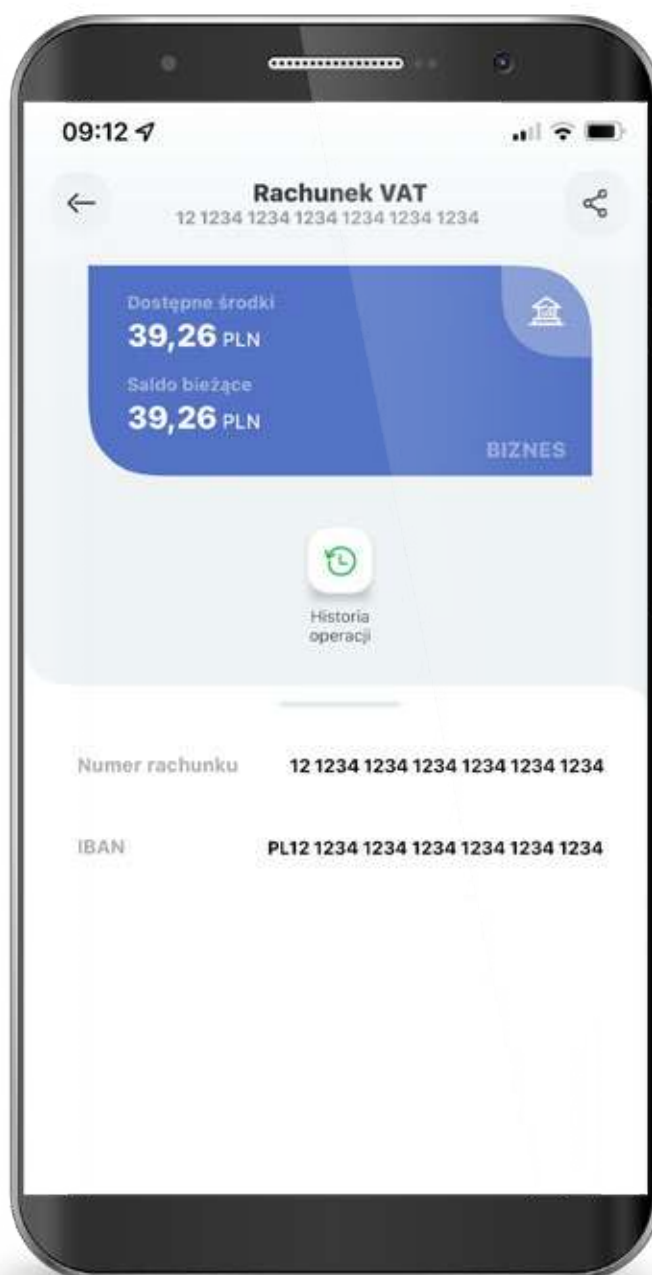 09:12
Rachunek VAT
12 1234 1234 1234 1234 1234 1234
Dostępne środki
39,26 PLN
Saldo bieżące
39,26 PLN
BIZNES
Historia
operacji
Numer rachunku 12 1234 1234 1234 1234 1234 1234
IBAN PL12 1234 1234 1234 1234 1234 1234